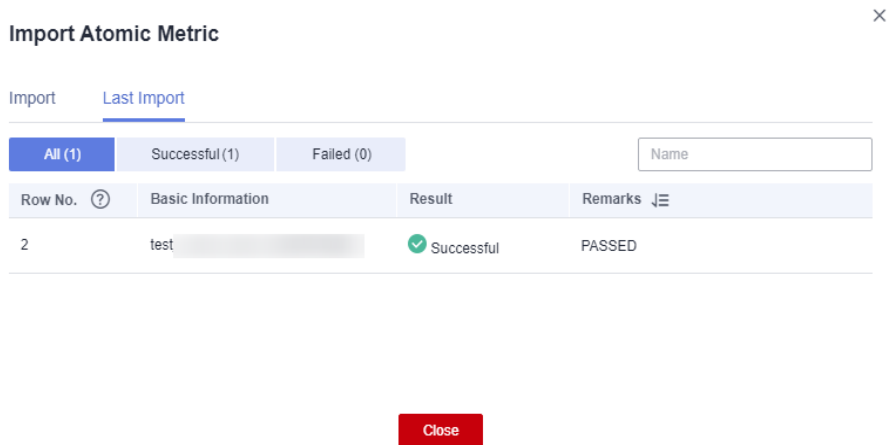 Import Atomic Metric
Import Last Import
All (1) Successful (1) Failed (0) Name
Row No. ? Basic Information Result Remarks
2 test Successful PASSED
Close